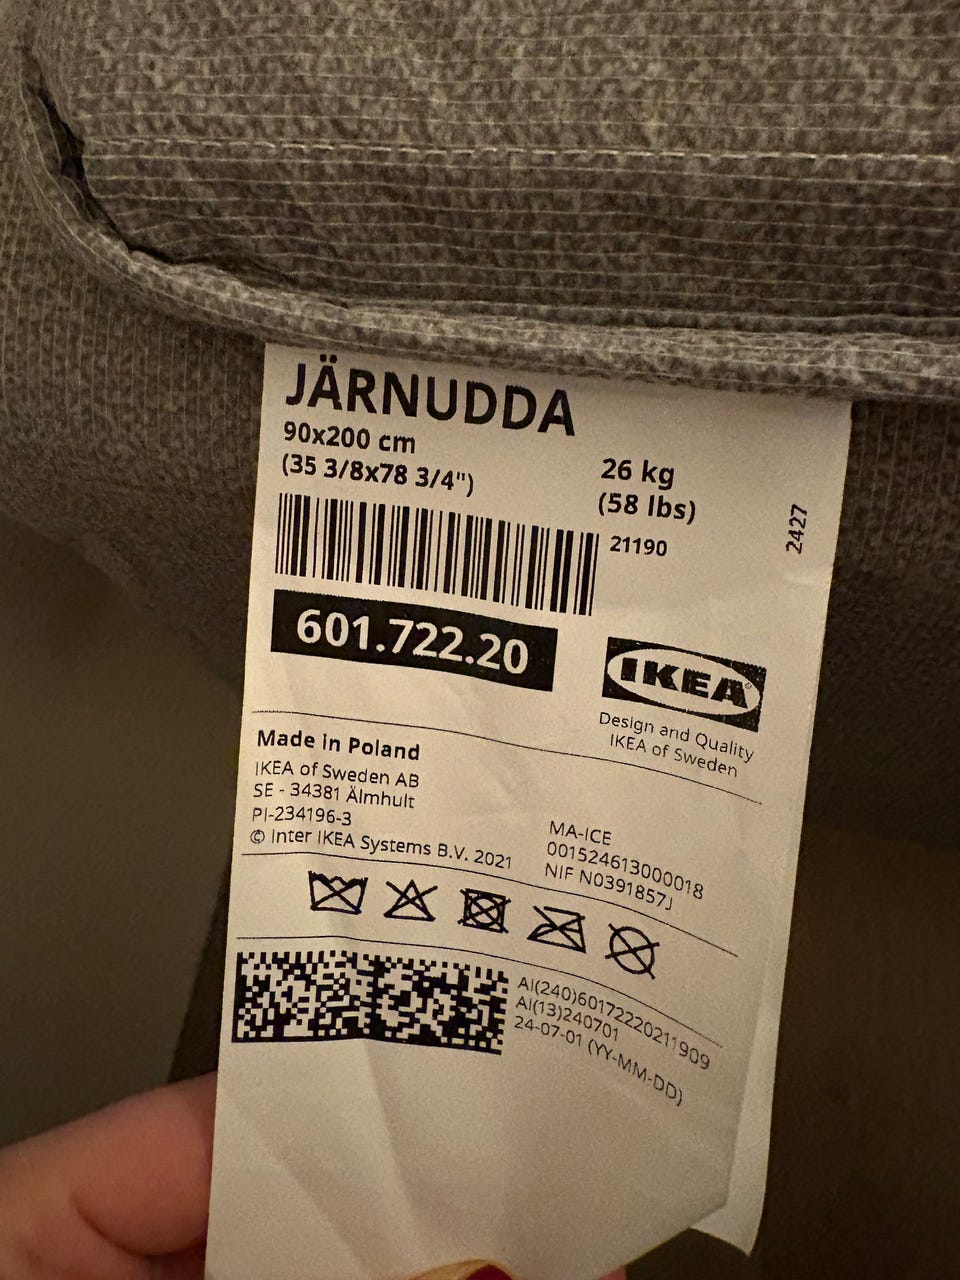 JÄRNUDDA
90x200 cm
(35 3/8x78 3/4")
26 kg
(58 lbs)
21190
2427
601.722.20
IKEA®
Design and Quality
IKEA of Sweden
Made in Poland
IKEA of Sweden AB
SE - 34381 Älmhult
PI-234196-3
© Inter IKEA Systems B.V. 2021
MA-ICE
001524613000018
NIF N0391857J
AI(240)60172220211909
AI(13)240701
24-07-01 (YY-MM-DD)